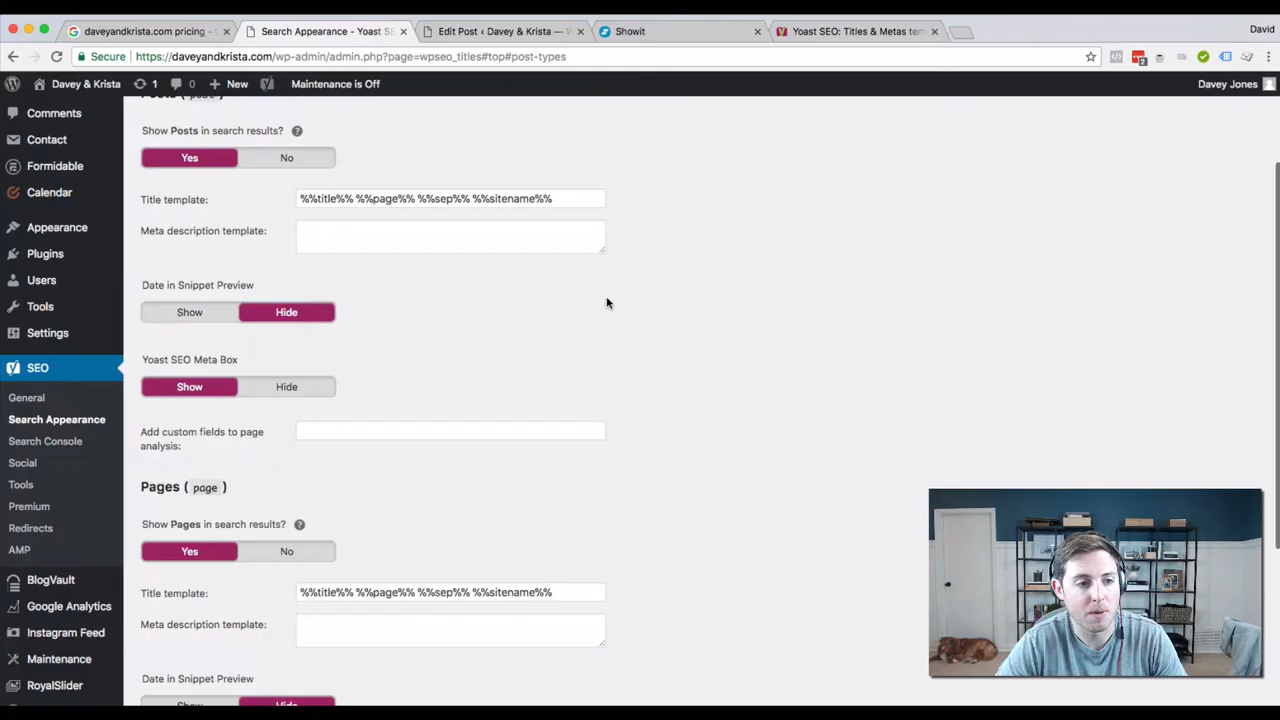 daveyandkrista.com pricing -
Search Appearance - Yoast SE
Edit Post ‹ Davey & Krista —
Showit
Yoast SEO: Titles & Metas tem
David
Secure
https://daveyandkrista.com/wp-admin/admin.php?page=wpseo_titles#top#post-types
2
Davey & Krista
1
0
New
Maintenance is Off
Davey Jones
Comments
Contact
Formidable
Calendar
Appearance
Plugins
Users
Tools
Settings
SEO
General
Search Appearance
Search Console
Social
Tools
Premium
Redirects
AMP
BlogVault
Google Analytics
Instagram Feed
Maintenance
RoyalSlider
Show Posts in search results? ?
Yes
No
Title template:
%%title%% %%page%% %%sep%% %%sitename%%
Meta description template:
Date in Snippet Preview
Show
Hide
Yoast SEO Meta Box
Show
Hide
Add custom fields to page
analysis:
Pages ( page )
Show Pages in search results? ?
Yes
No
Title template:
%%title%% %%page%% %%sep%% %%sitename%%
Meta description template:
Date in Snippet Preview
Show
Hide